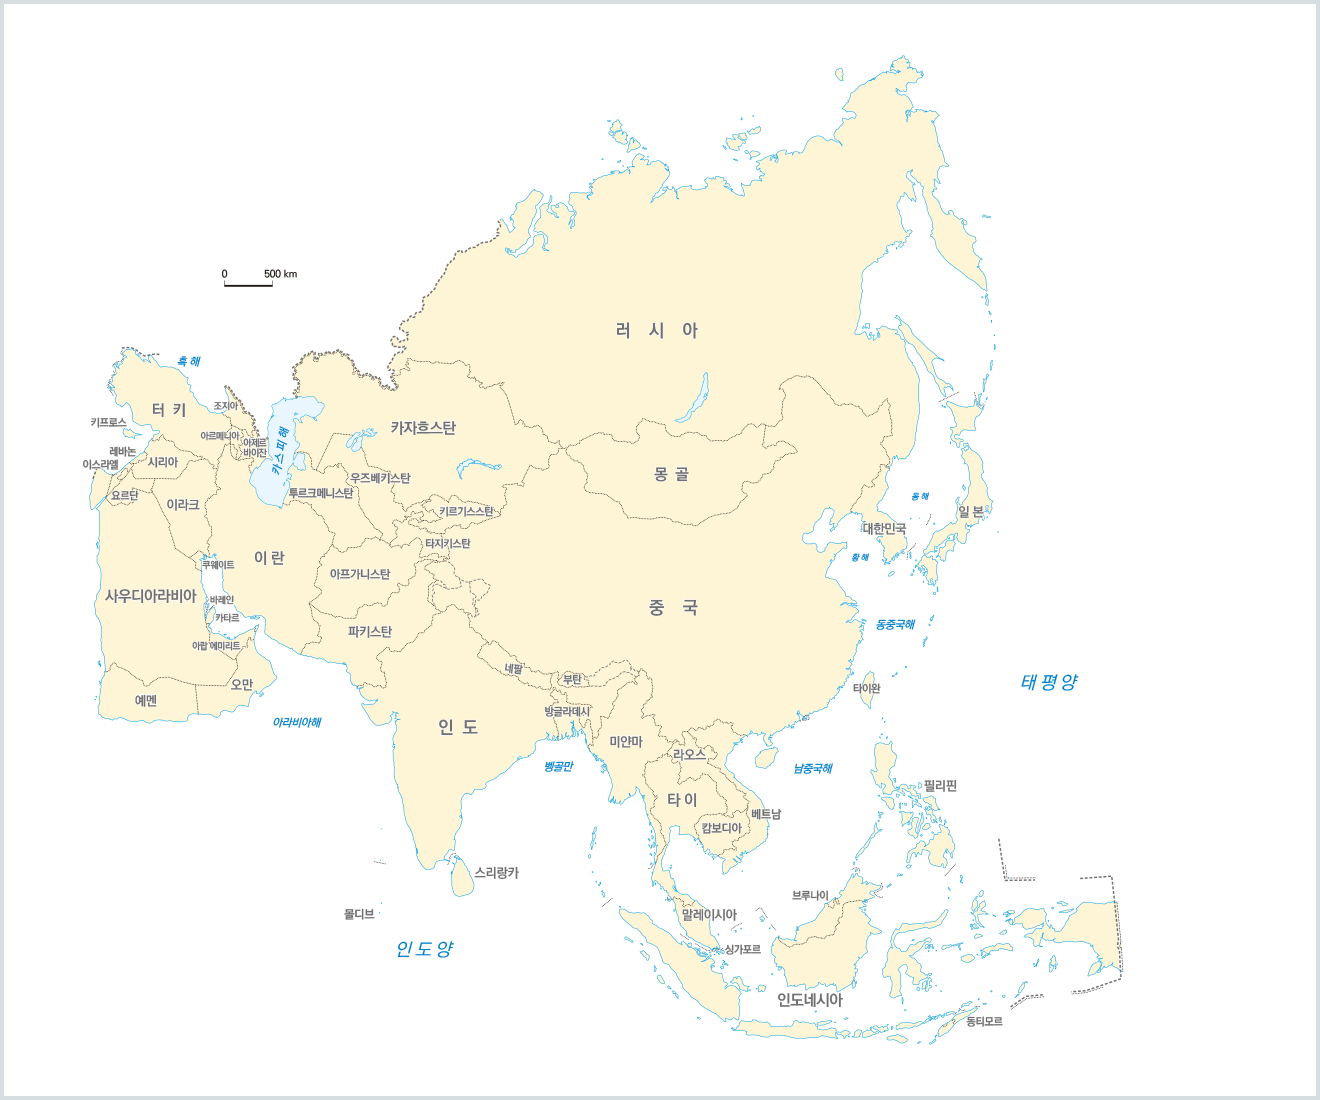 0 500 km
러 시 아
흑 해
터 키
조지아
키프로스
아르메니아
아제르
바이잔
카스피해
카자흐스탄
레바논
이스라엘
시리아
요르단
이라크
투르크메니스탄
우즈베키스탄
키르기스스탄
타지키스탄
몽 골
동 해
일 본
대한민국
황 해
이 란
쿠웨이트
아프가니스탄
사우디아라비아
바레인
카타르
파키스탄
중 국
동중국해
아랍 에미리트
오만
예멘
네팔
부탄
타이완
태 평 양
아라비아해
인 도
방글라데시
미얀마
라오스
벵골만
남중국해
필리핀
타 이
베트남
캄보디아
스리랑카
몰디브
브루나이
말레이시아
싱가포르
인 도 양
인도네시아
동티모르